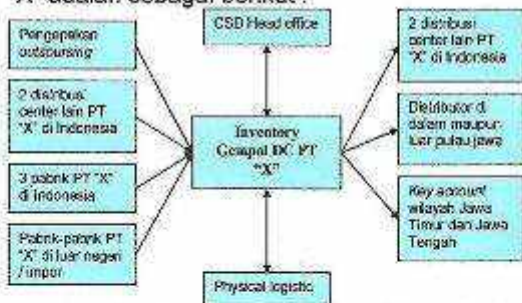 "X" adalah sebagai berikut :
Pengepakan
outsoursing
2 distribusi
center lain PT
"X" di Indonesia
3 pabrik PT "X"
di Indonesia
Pabrik-pabrik PT
"X" di luar negeri
/ impor
CSD Head office
Inventory
Gempol DC PT
"X"
Physical logistic
2 distribusi
center lain PT
"X" di Indonesia
Distributor di
dalam maupun
luar pulau jawa
Key account
wilayah Jawa
Timur dan Jawa
Tengah